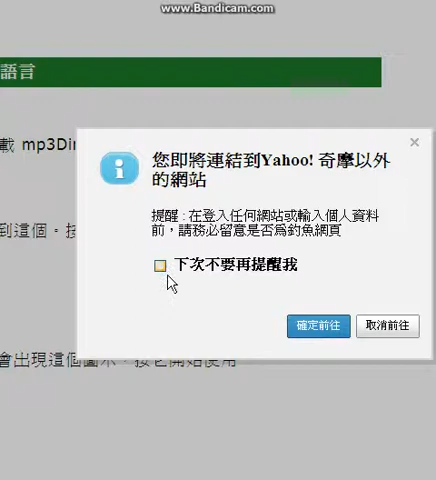 www.Bandicam.com
語言
載 mp3Dir
您即將連結到Yahoo! 奇摩以外
的網站
提醒 : 在登入任何網站或輸入個人資料
到這個。按
前，請務必留意是否為釣魚網頁
下次不要再提醒我
確定前往
取消前往
會出現這個圖示，按它開始使用